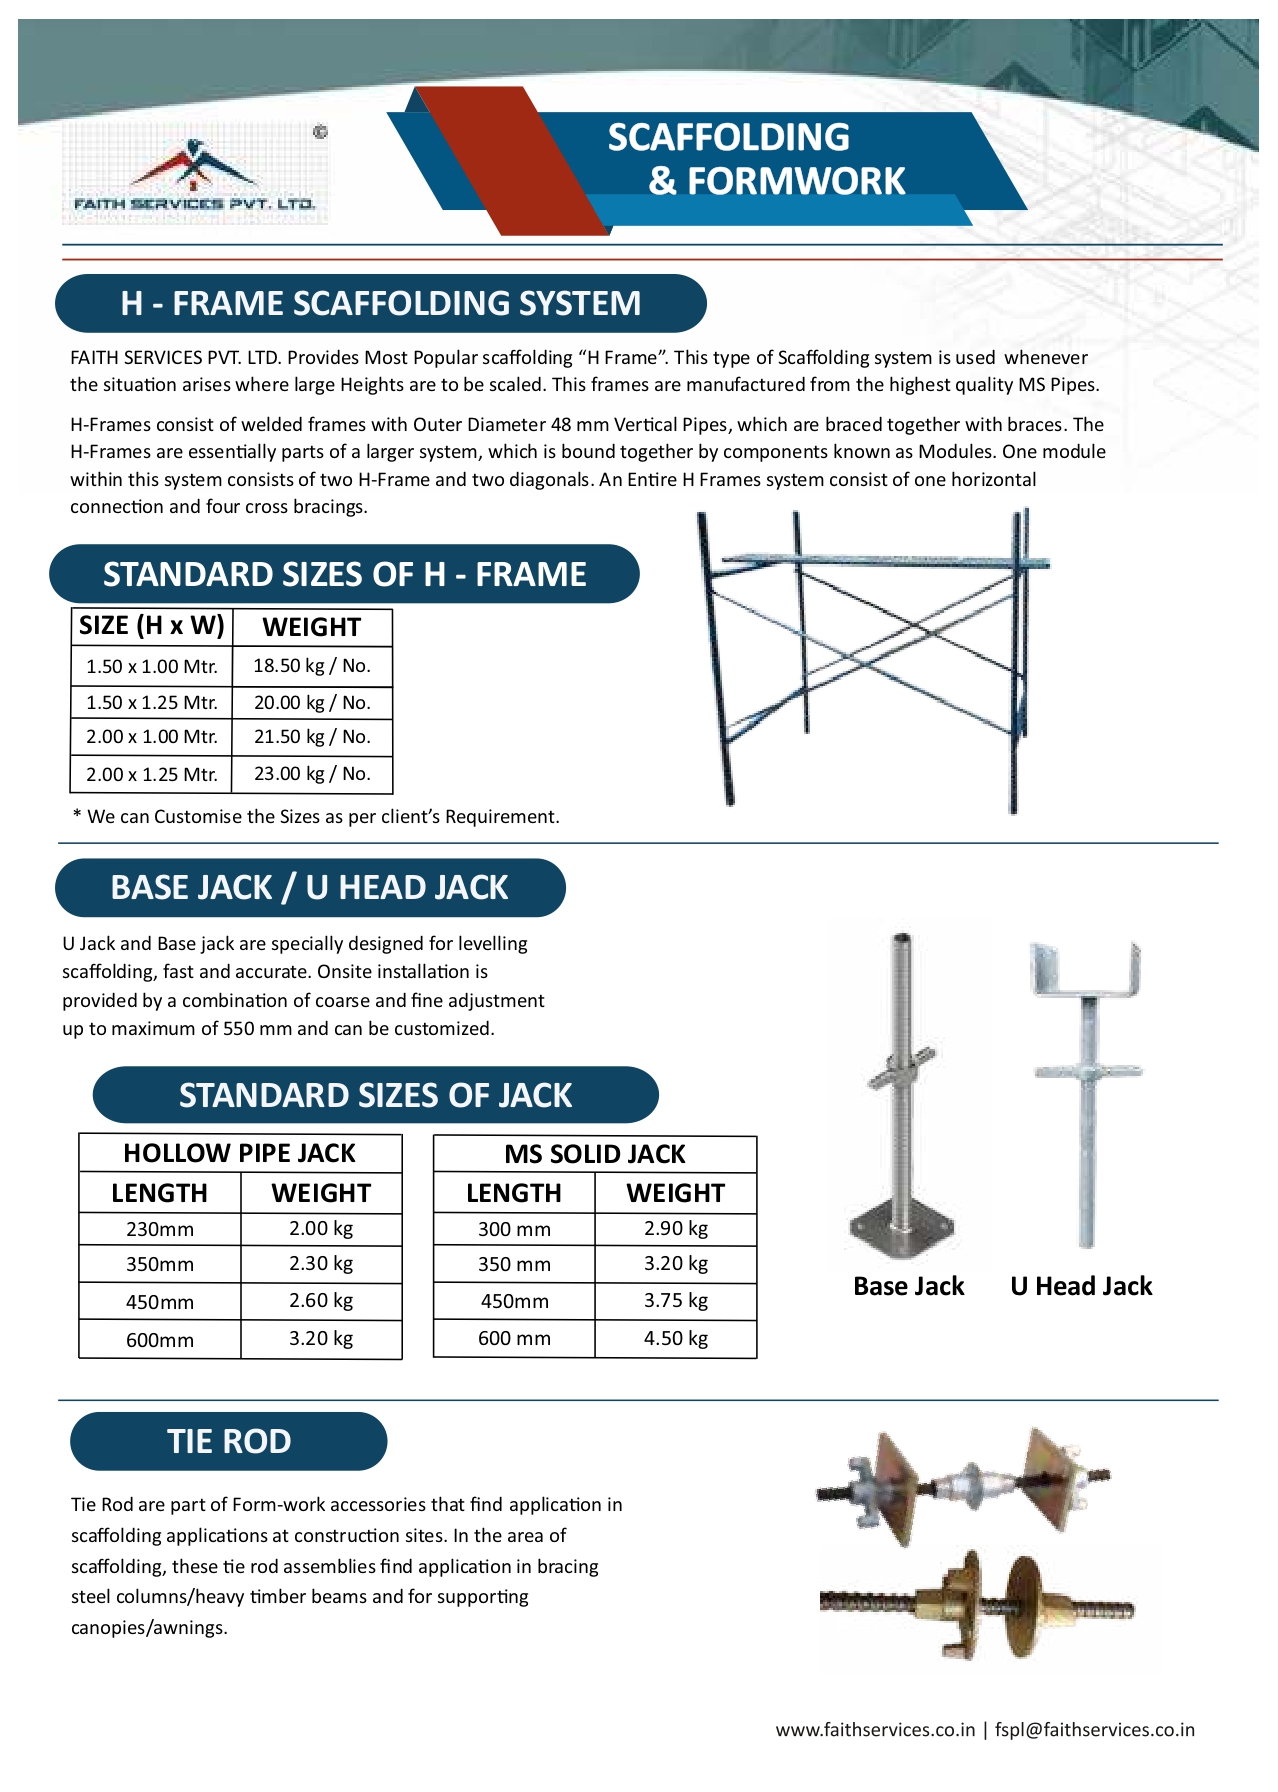 ©
FAITH SERVICES PVT. LTD.
SCAFFOLDING
& FORMWORK
H - FRAME SCAFFOLDING SYSTEM
FAITH SERVICES PVT. LTD. Provides Most Popular scaffolding “H Frame”. This type of Scaffolding system is used whenever
the situation arises where large Heights are to be scaled. This frames are manufactured from the highest quality MS Pipes.
H-Frames consist of welded frames with Outer Diameter 48 mm Vertical Pipes, which are braced together with braces. The
H-Frames are essentially parts of a larger system, which is bound together by components known as Modules. One module
within this system consists of two H-Frame and two diagonals. An Entire H Frames system consist of one horizontal
connection and four cross bracings.
STANDARD SIZES OF H - FRAME
SIZE (H x W) WEIGHT
1.50 x 1.00 Mtr. 18.50 kg / No.
1.50 x 1.25 Mtr. 20.00 kg / No.
2.00 x 1.00 Mtr. 21.50 kg / No.
2.00 x 1.25 Mtr. 23.00 kg / No.
* We can Customise the Sizes as per client’s Requirement.
BASE JACK / U HEAD JACK
U Jack and Base jack are specially designed for levelling
scaffolding, fast and accurate. Onsite installation is
provided by a combination of coarse and fine adjustment
up to maximum of 550 mm and can be customized.
STANDARD SIZES OF JACK
HOLLOW PIPE JACK
LENGTH WEIGHT
230mm 2.00 kg
350mm 2.30 kg
450mm 2.60 kg
600mm 3.20 kg
MS SOLID JACK
LENGTH WEIGHT
300 mm 2.90 kg
350 mm 3.20 kg
450mm 3.75 kg
600 mm 4.50 kg
Base Jack U Head Jack
TIE ROD
Tie Rod are part of Form-work accessories that find application in
scaffolding applications at construction sites. In the area of
scaffolding, these tie rod assemblies find application in bracing
steel columns/heavy timber beams and for supporting
canopies/awnings.
www.faithservices.co.in | fspl@faithservices.co.in